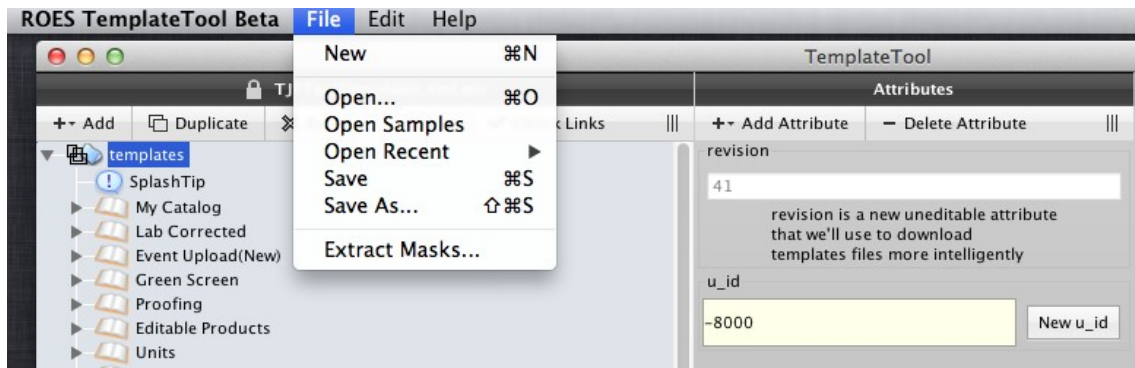 ROES TemplateTool Beta File Edit Help
TemplateTool
TJ
Attributes
+ Add Duplicate Links
+ Add Attribute − Delete Attribute
New ⌘N
Open... ⌘O
Open Samples
Open Recent ▶
Save ⌘S
Save As... ⇧⌘S
Extract Masks...
templates
SplashTip
My Catalog
Lab Corrected
Event Upload(New)
Green Screen
Proofing
Editable Products
Units
revision
41
revision is a new uneditable attribute
that we'll use to download
templates files more intelligently
u_id
-8000 New u_id